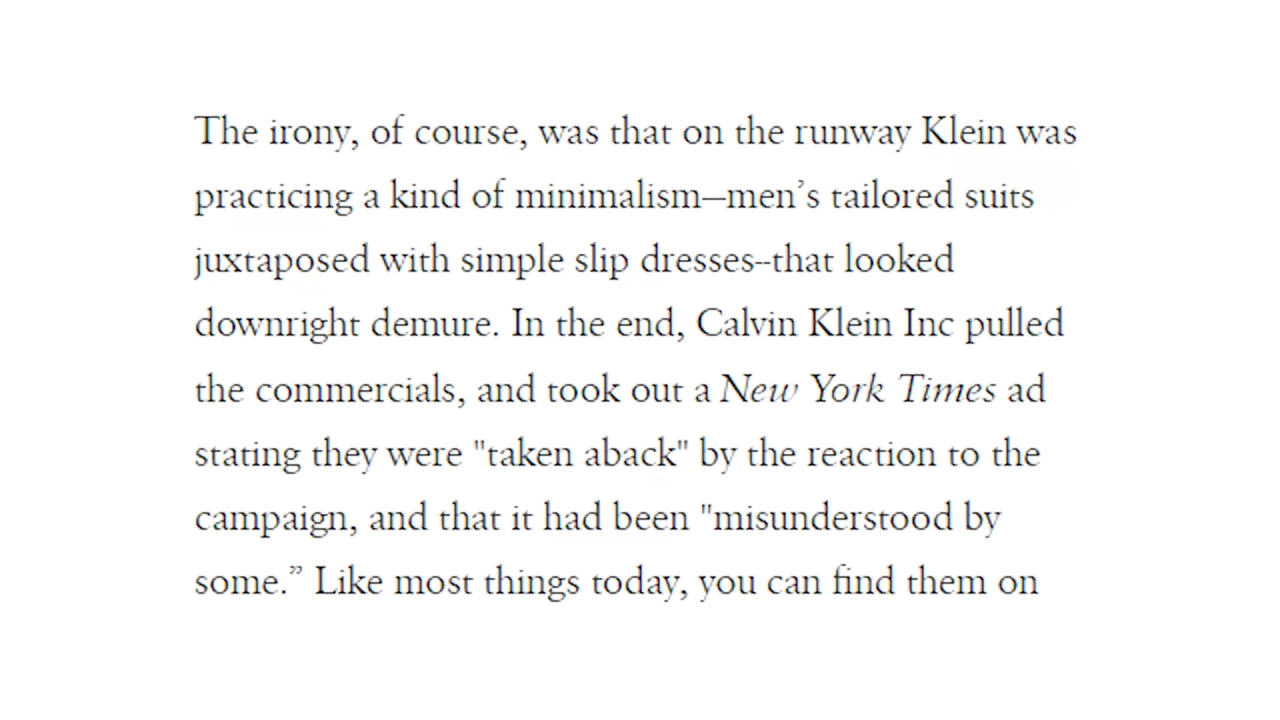 The irony, of course, was that on the runway Klein was
practicing a kind of minimalism—men’s tailored suits
juxtaposed with simple slip dresses--that looked
downright demure. In the end, Calvin Klein Inc pulled
the commercials, and took out a New York Times ad
stating they were "taken aback" by the reaction to the
campaign, and that it had been "misunderstood by
some.” Like most things today, you can find them on